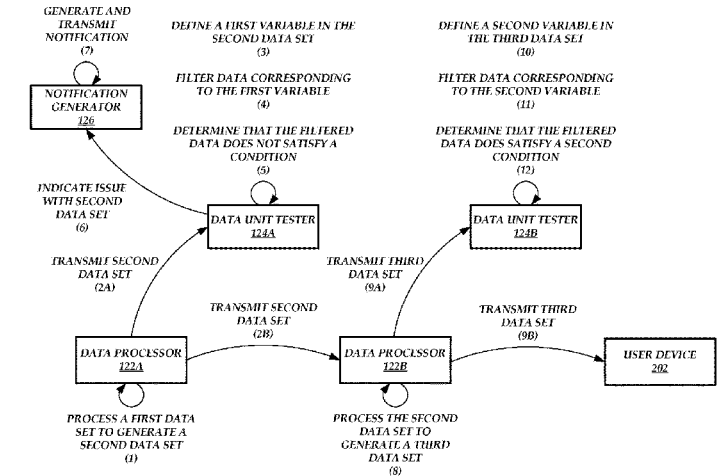 GENERATE AND
TRANSMIT
NOTIFICATION
(7)
NOTIFICATION
GENERATOR
126
DEFINE A FIRST VARIABLE IN THE
SECOND DATA SET
(3)
FILTER DATA CORRESPONDING
TO THE FIRST VARIABLE
(4)
DETERMINE THAT THE FILTERED
DATA DOES NOT SATISFY A
CONDITION
(5)
DEFINE A SECOND VARIABLE IN
THE THIRD DATA SET
(10)
FILTER DATA CORRESPONDING
TO THE SECOND VARIABLE
(11)
DETERMINE THAT THE FILTERED
DATA DOES SATISFY A SECOND
CONDITION
(12)
INDICATE ISSUE
WITH SECOND
DATA SET
(6)
DATA UNIT TESTER
124A
DATA UNIT TESTER
124B
TRANSMIT SECOND
DATA SET
(2A)
TRANSMIT THIRD
DATA SET
(9A)
TRANSMIT SECOND
DATA SET
(2B)
TRANSMIT THIRD
DATA SET
(9B)
DATA PROCESSOR
122A
DATA PROCESSOR
122B
USER DEVICE
202
PROCESS A FIRST DATA
SET TO GENERATE A
SECOND DATA SET
(1)
PROCESS THE SECOND
DATA SET TO
GENERATE A THIRD
DATA SET
(8)